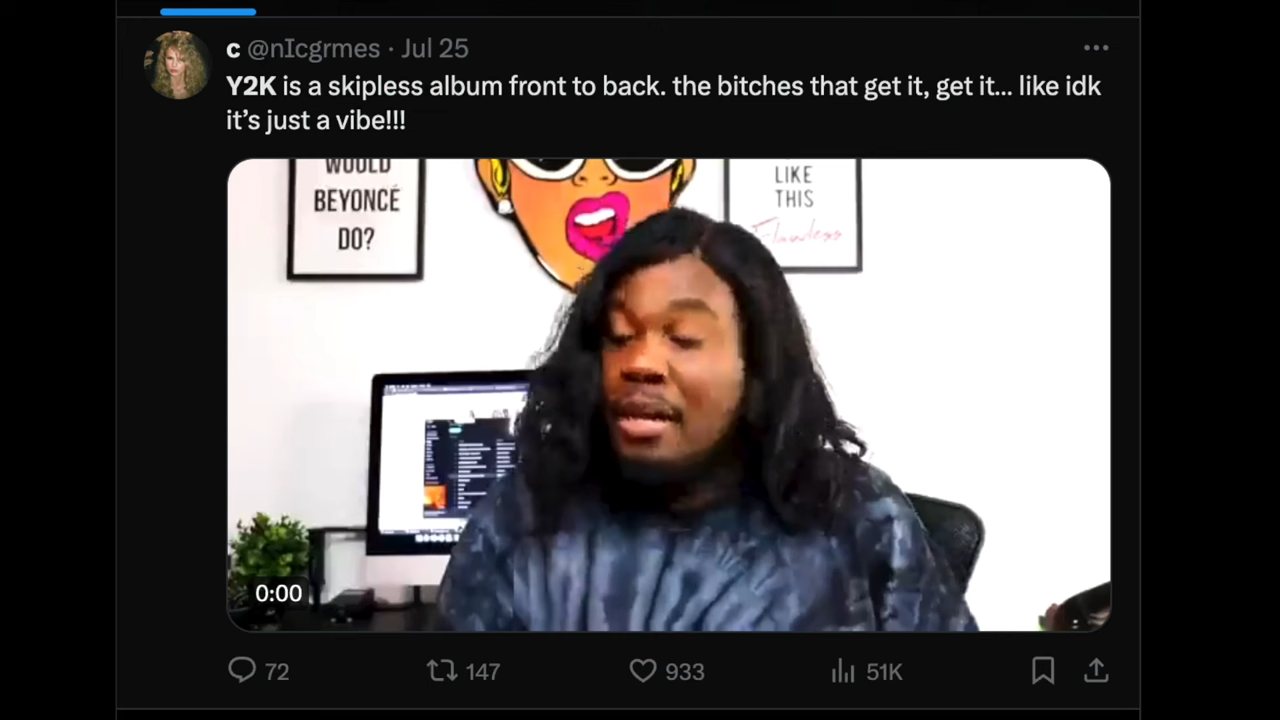 c @nIcgrmes · Jul 25
Y2K is a skipless album front to back. the bitches that get it, get it... like idk
it’s just a vibe!!!
WOULD
BEYONCÉ
DO?
LIKE
THIS
Flawless
0:00
72 147 933 51K